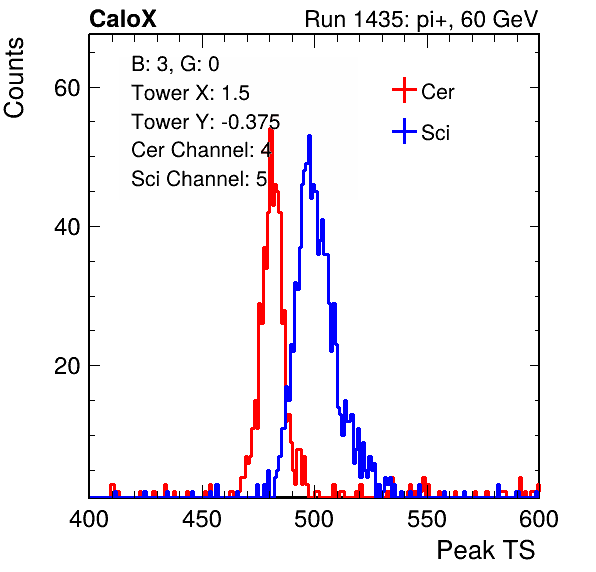 CaloX Run 1435: pi+, 60 GeV
Counts
B: 3, G: 0
Tower X: 1.5
Tower Y: -0.375
Cer Channel: 4
Sci Channel: 5
Cer
Sci
60
40
20
400 450 500 550 600
Peak TS